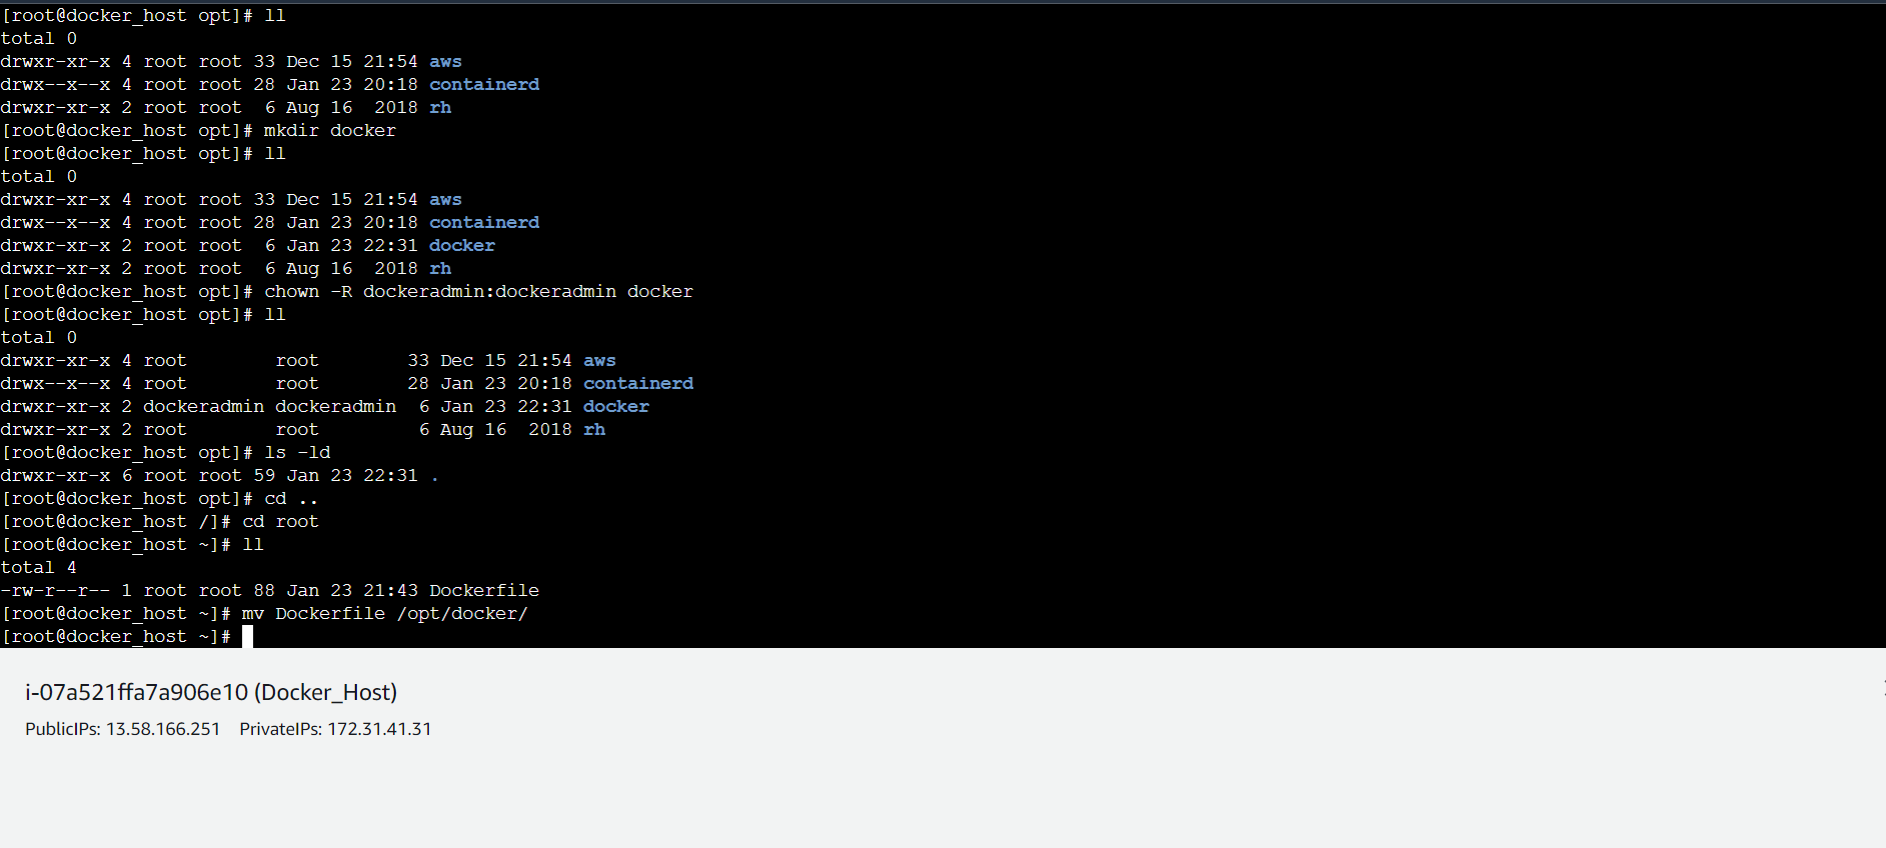 [root@docker_host opt]# ll
total 0
drwxr-xr-x 4 root root 33 Dec 15 21:54 aws
drwx--x--x 4 root root 28 Jan 23 20:18 containerd
drwxr-xr-x 2 root root  6 Aug 16  2018 rh
[root@docker_host opt]# mkdir docker
[root@docker_host opt]# ll
total 0
drwxr-xr-x 4 root root 33 Dec 15 21:54 aws
drwx--x--x 4 root root 28 Jan 23 20:18 containerd
drwxr-xr-x 2 root root  6 Jan 23 22:31 docker
drwxr-xr-x 2 root root  6 Aug 16  2018 rh
[root@docker_host opt]# chown -R dockeradmin:dockeradmin docker
[root@docker_host opt]# ll
total 0
drwxr-xr-x 4 root        root        33 Dec 15 21:54 aws
drwx--x--x 4 root        root        28 Jan 23 20:18 containerd
drwxr-xr-x 2 dockeradmin dockeradmin  6 Jan 23 22:31 docker
drwxr-xr-x 2 root        root         6 Aug 16  2018 rh
[root@docker_host opt]# ls -ld
drwxr-xr-x 6 root root 59 Jan 23 22:31 .
[root@docker_host opt]# cd ..
[root@docker_host /]# cd root
[root@docker_host ~]# ll
total 4
-rw-r--r-- 1 root root 88 Jan 23 21:43 Dockerfile
[root@docker_host ~]# mv Dockerfile /opt/docker/
[root@docker_host ~]#
i-07a521ffa7a906e10 (Docker_Host)
PublicIPs: 13.58.166.251    PrivateIPs: 172.31.41.31